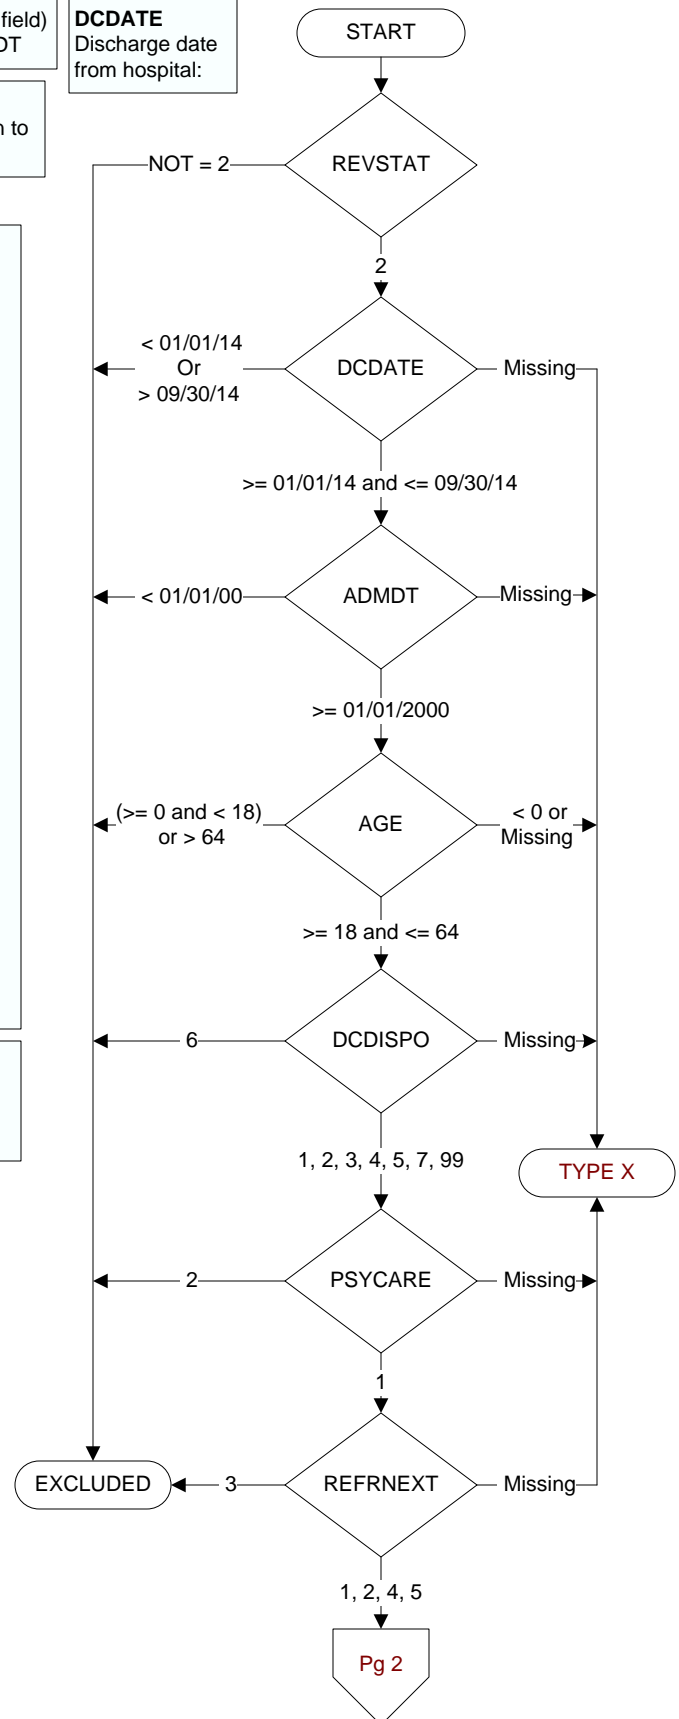 field)
DCDATE
Discharge date
from hospital:
START
REVSTAT
NOT = 2
2
< 01/01/14
Or
> 09/30/14
DCDATE
Missing
>= 01/01/14 and <= 09/30/14
< 01/01/00
ADMDT
Missing
>= 01/01/2000
(>= 0 and < 18)
or > 64
AGE
< 0 or
Missing
>= 18 and <= 64
6
DCDISPO
Missing
1, 2, 3, 4, 5, 7, 99
TYPE X
2
PSYCARE
Missing
1
EXCLUDED
3
REFRNEXT
Missing
1, 2, 4, 5
Pg 2
to